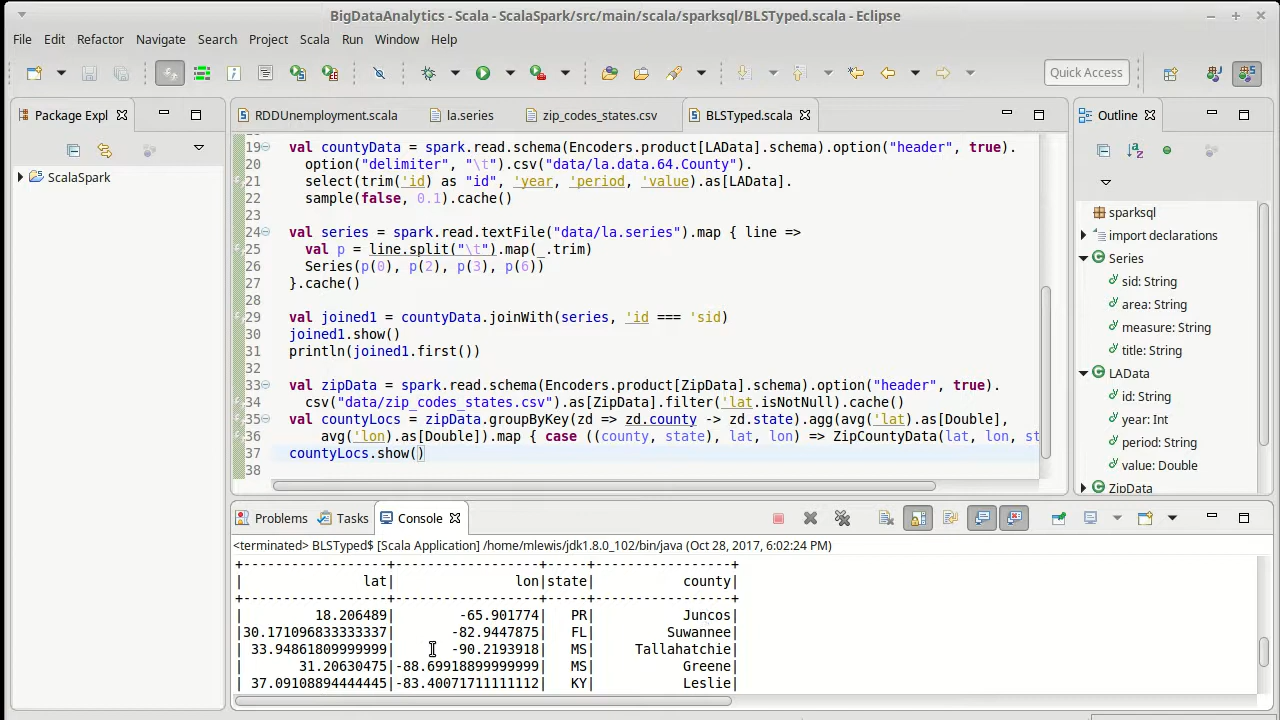 BigDataAnalytics - Scala - ScalaSpark/src/main/scala/sparksql/BLSTyped.scala - Eclipse
File Edit Refactor Navigate Search Project Scala Run Window Help
Quick Access
Package Expl
RDDUnemployment.scala la.series zip_codes_states.csv BLSTyped.scala
Outline
ScalaSpark
19 val countyData = spark.read.schema(Encoders.product[LAData].schema).option("header", true).
20 option("delimiter", "\t").csv("data/la.data.64.County").
21 select(trim('id) as "id", 'year, 'period, 'value).as[LAData].
22 sample(false, 0.1).cache()
23
24 val series = spark.read.textFile("data/la.series").map { line =>
25 val p = line.split("\t").map(_.trim)
26 Series(p(0), p(2), p(3), p(6))
27 }.cache()
28
29 val joined1 = countyData.joinWith(series, 'id === 'sid)
30 joined1.show()
31 println(joined1.first())
32
33 val zipData = spark.read.schema(Encoders.product[ZipData].schema).option("header", true).
34 csv("data/zip_codes_states.csv").as[ZipData].filter('lat.isNotNull).cache()
35 val countyLocs = zipData.groupByKey(zd => zd.county -> zd.state).agg(avg('lat).as[Double],
36 avg('lon).as[Double]).map { case ((county, state), lat, lon) => ZipCountyData(lat, lon, st
37 countyLocs.show()
38
sparksql
import declarations
Series
sid: String
area: String
measure: String
title: String
LAData
id: String
year: Int
period: String
value: Double
ZipData
Problems Tasks Console
<terminated> BLSTyped$ [Scala Application] /home/mlewis/jdk1.8.0_102/bin/java (Oct 28, 2017, 6:02:24 PM)
+------------------+------------------+-----+-----------------+
| lat| lon|state| county|
+------------------+------------------+-----+-----------------+
| 18.206489| -65.901774| PR| Juncos|
|30.171096833333337| -82.9447875| FL| Suwannee|
| 33.94861809999999| -90.2193918| MS| Tallahatchie|
| 31.20630475|-88.69918899999999| MS| Greene|
| 37.09108894444445|-83.40071711111112| KY| Leslie|